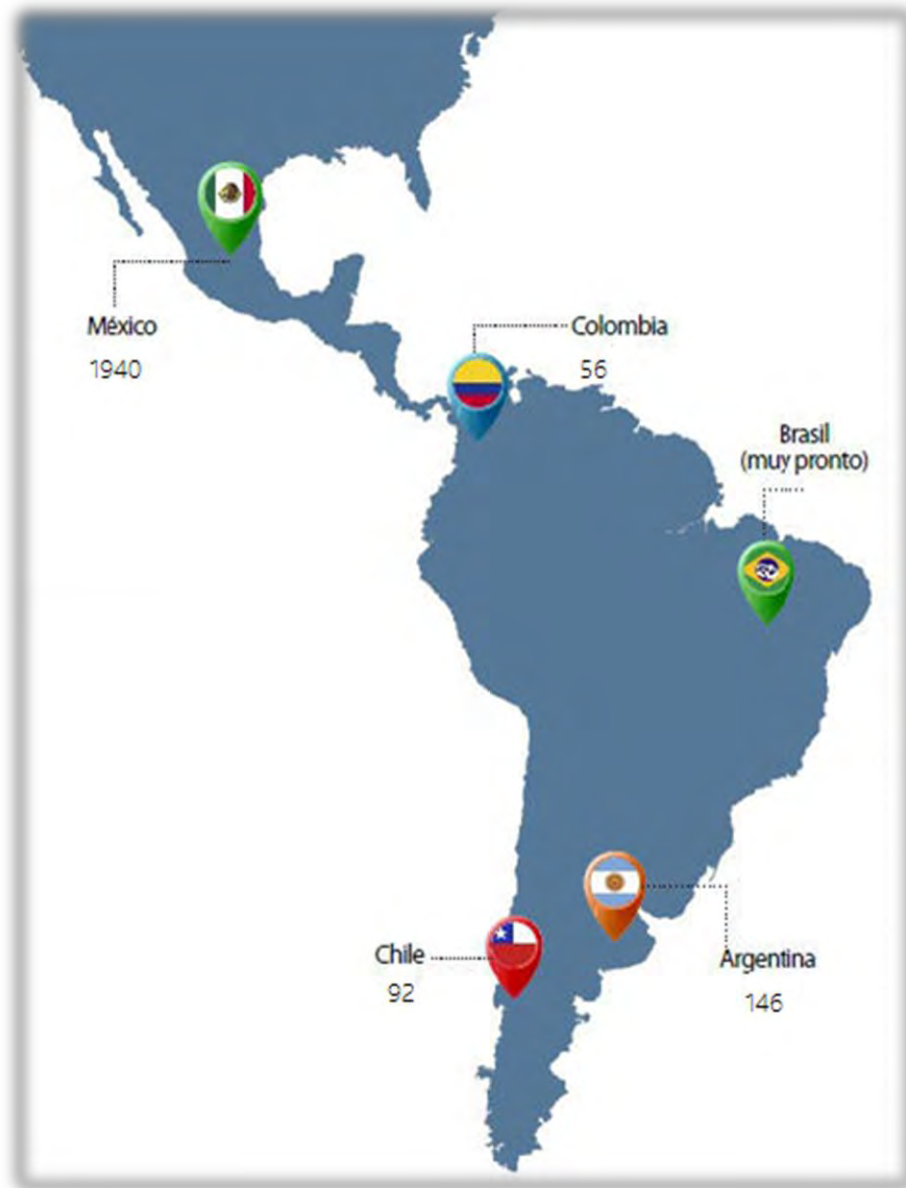 México
1940
Colombia
56
Brasil
(muy pronto)
Chile
92
Argentina
146